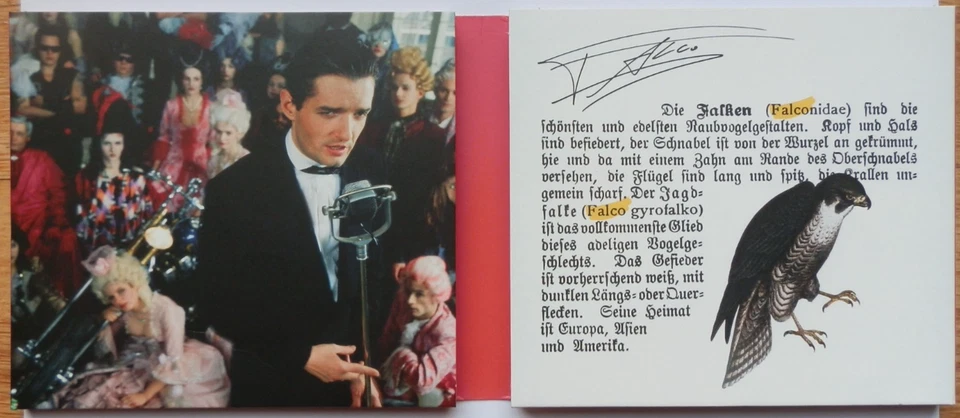 Falco
Die Falken (Falconidae) sind die
schönsten und edelsten Raubvogelgestalten. Kopf und Hals
sind befiedert, der Schnabel ist von der Wurzel an gekrümmt,
hie und da mit einem Zahn am Rande des Oberschnabels
versehen, die Flügel sind lang und spitz, die Krallen un-
gemein scharf. Der Jagd-
falke (Falco gyrofalko)
ist das vollkommenste Glied
dieses adeligen Vogelge-
schlechts. Das Gefieder
ist vorherrschend weiß, mit
dunklen Längs- oder Quer-
flecken. Seine Heimat
ist Europa, Asien
und Amerika.